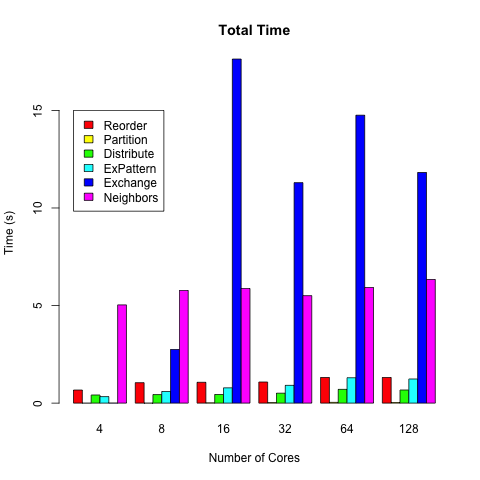 Total Time
Time (s)
15
10
5
0
Reorder
Partition
Distribute
ExPattern
Exchange
Neighbors
4 8 16 32 64 128
Number of Cores